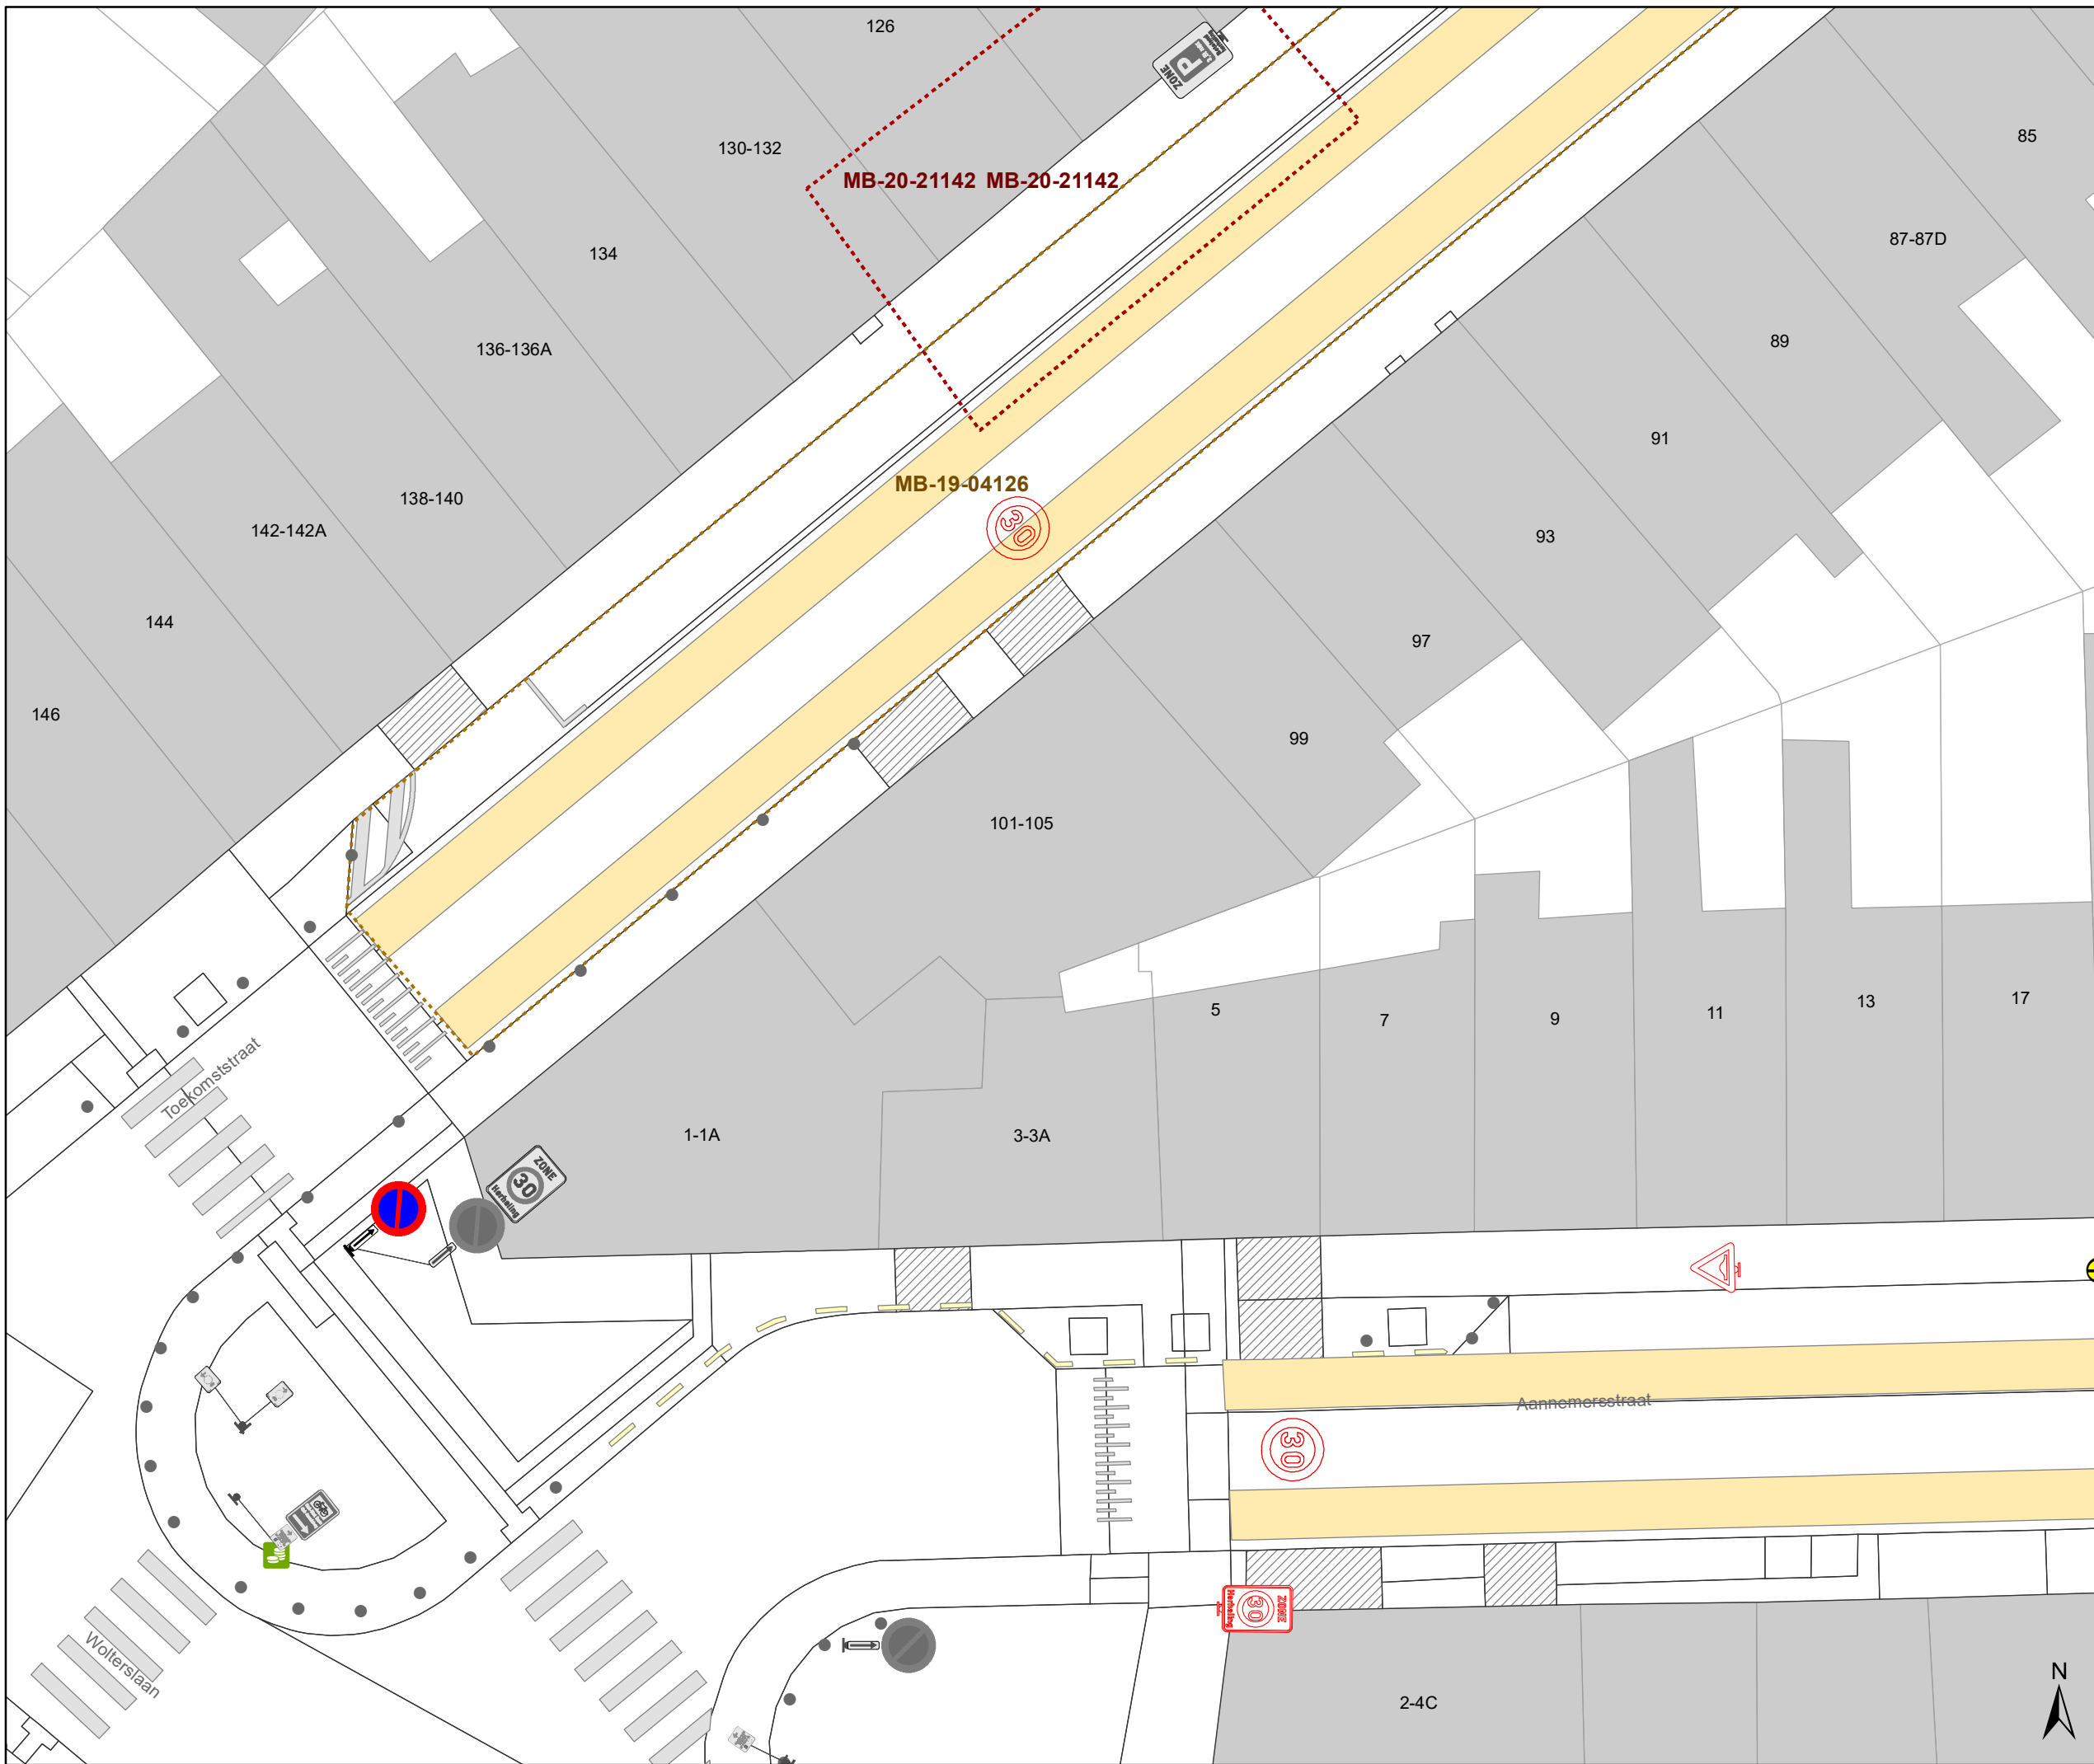 126
ZONE
P
130-132
85
MB-20-21142 MB-20-21142
134
87-87D
136-136A
89
91
MB-19-04126
138-140
30
142-142A
93
144
97
146
99
101-105
5
7
9
11
13
17
Toekomststraat
1-1A
3-3A
ZONE
30
Herhaling
Aannemersstraat
30
ZONE
30
Herhaling
Wolterslaan
2-4C
N